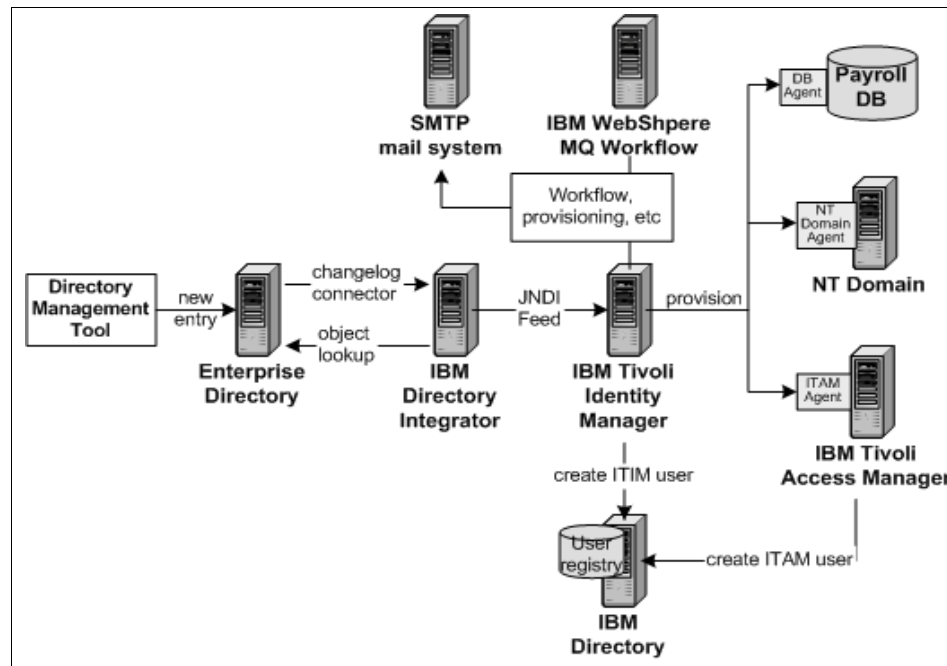 SMTP
mail system
IBM WebShpere
MQ Workflow
DB
Agent
Payroll
DB
Workflow,
provisioning, etc
NT
Domain
Agent
NT Domain
Directory
Management
Tool
new
entry
changelog
connector
object
lookup
Enterprise
Directory
IBM
Directory
Integrator
JNDI
Feed
IBM Tivoli
Identity
Manager
provision
ITAM
Agent
IBM Tivoli
Access Manager
create ITIM user
User
registry
create ITAM user
IBM
Directory